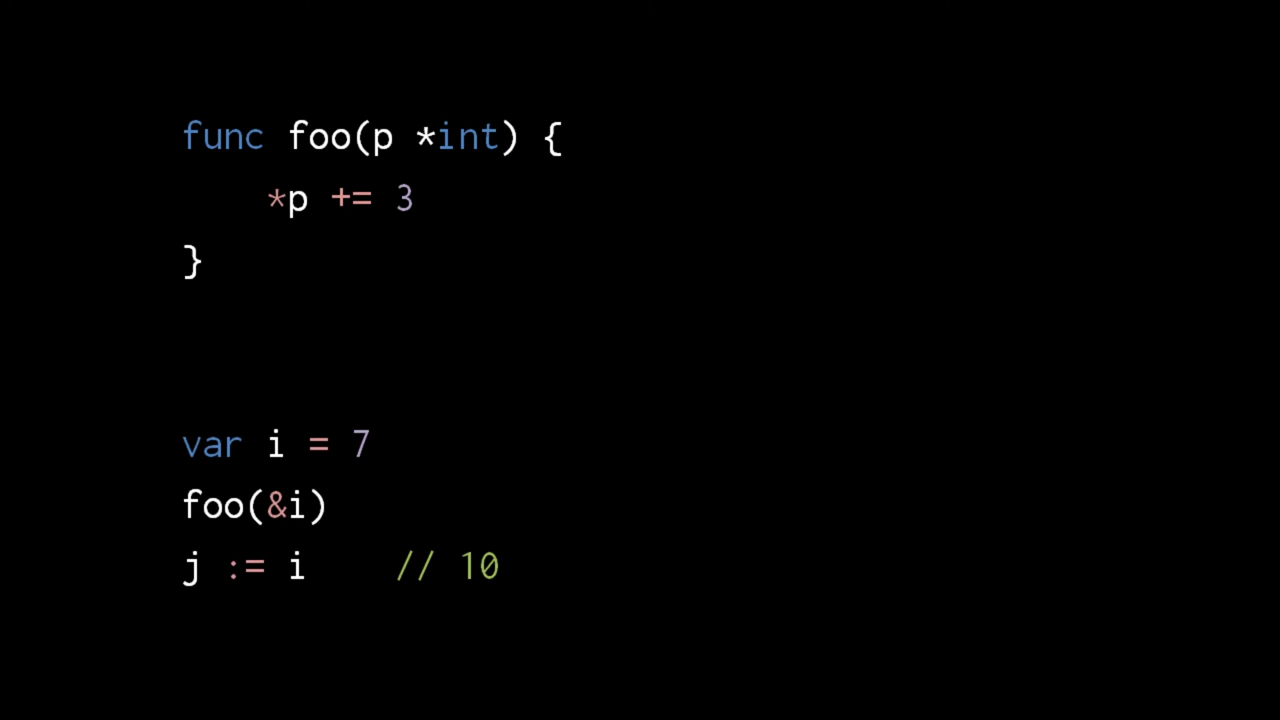 func foo(p *int) {
    *p += 3
}
var i = 7
foo(&i)
j := i    // 10